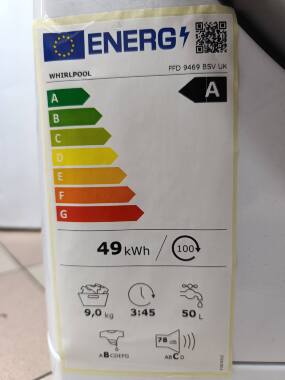 ENERG
WHIRLPOOL
FFD 9469 BSV UK
A
A
B
C
D
E
F
G
49 kWh / 100
9,0 kg
3:45
50 L
ABCDEFG
78 dB
ABCD